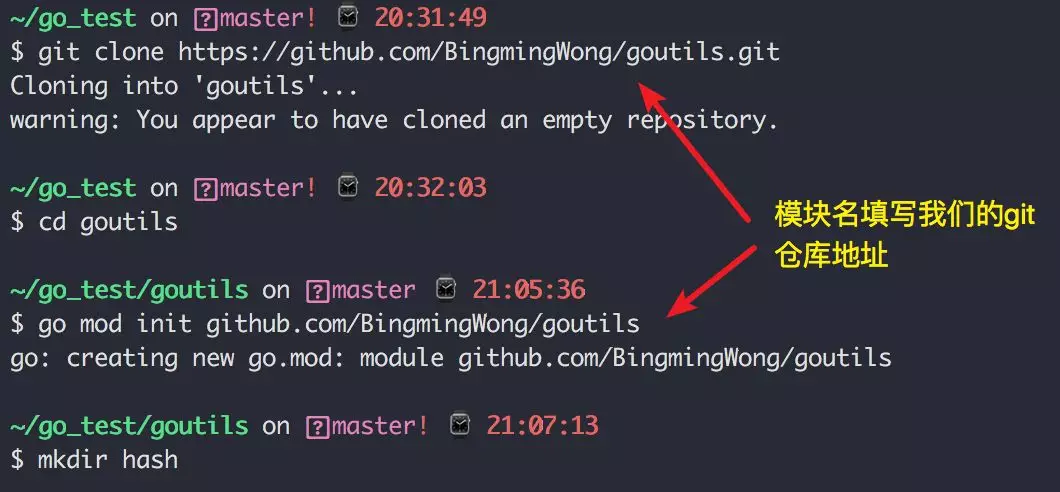 ~/go_test on master! 20:31:49
$ git clone https://github.com/BingmingWong/goutils.git
Cloning into 'goutils'...
warning: You appear to have cloned an empty repository.
~/go_test on master! 20:32:03
$ cd goutils
模块名填写我们的git
仓库地址
~/go_test/goutils on master 21:05:36
$ go mod init github.com/BingmingWong/goutils
go: creating new go.mod: module github.com/BingmingWong/goutils
~/go_test/goutils on master! 21:07:13
$ mkdir hash